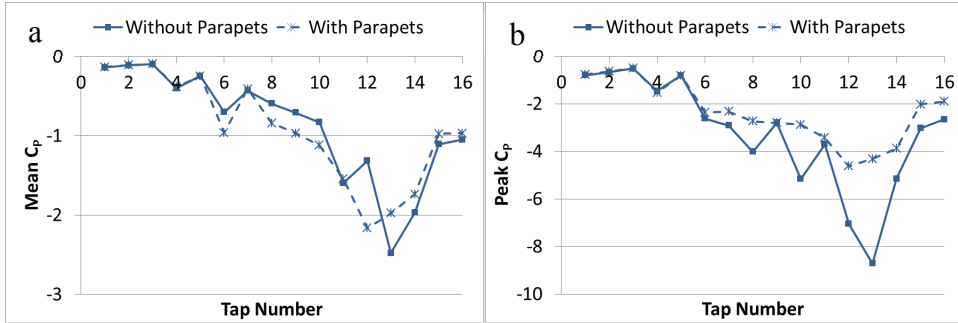 a
Without Parapets
With Parapets
0
0 2 4 6 8 10 12 14 16
-1
-2
-3
Mean CP
Tap Number
b
Without Parapets
With Parapets
0
0 2 4 6 8 10 12 14 16
-2
-4
-6
-8
-10
Peak CP
Tap Number